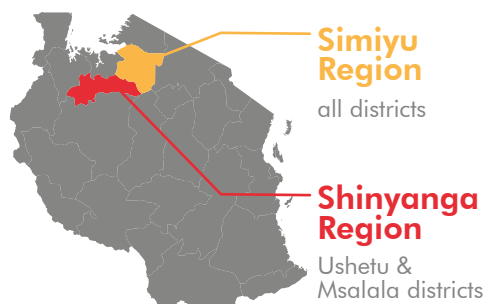 Simiyu
Region
all districts
Shinyanga
Region
Ushetu &
Msalala districts